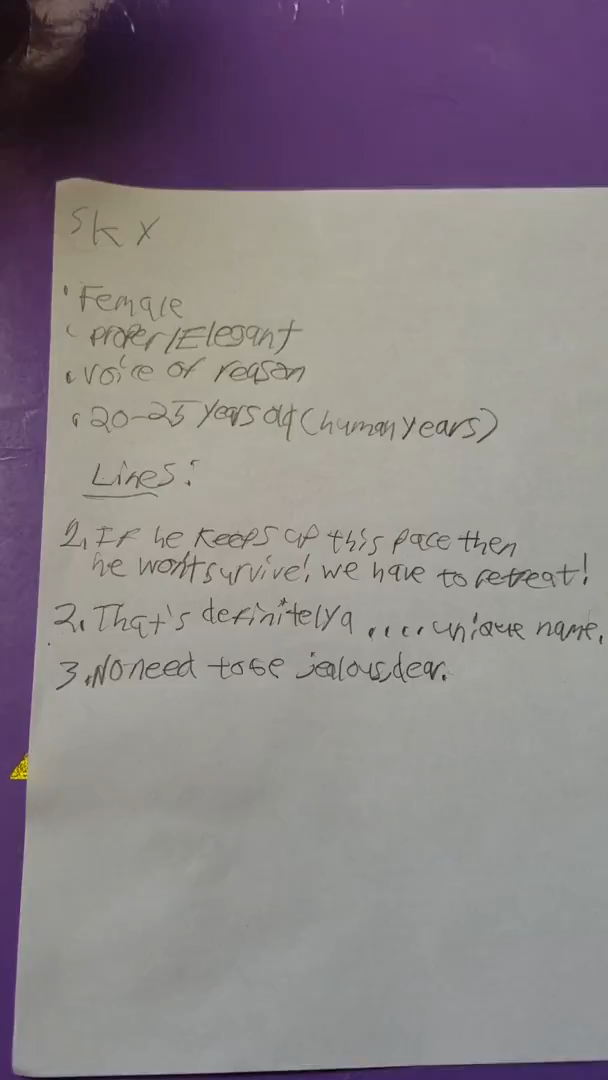 Skx
• Female
• proper/Elegant
• voice of reason
• 20-25 years old (human years)
Lines:
1. If he keeps up this pace then
he won't survive! we have to retreat!
2. That's definitely a .... unique name.
3. No need to be jealous, dear.